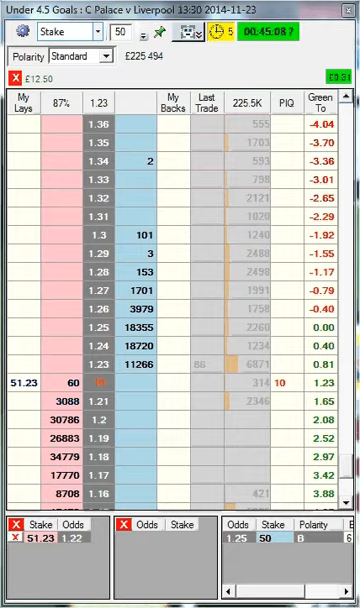 Under 4.5 Goals : C Palace v Liverpool 13:30 2014-11-23
Stake 50 5 00:45.08 ?
Polarity Standard £225 494
X £12.50 £0.31
My Lays 87% 1.23 My Backs Last Trade 225.5K PIQ Green To
1.36 555 -4.04
1.35 1703 -3.70
1.34 2 593 -3.36
1.33 798 -3.01
1.32 2121 -2.65
1.31 1020 -2.29
1.3 101 1240 -1.92
1.29 3 2488 -1.55
1.28 153 2498 -1.17
1.27 1701 1991 -0.79
1.26 3979 1758 -0.40
1.25 18355 2260 0.00
1.24 18720 1234 0.40
1.23 11266 86 6871 0.81
51.23 60 314 10 1.23
3088 1.21 2346 1.65
30786 1.2 2.08
26883 1.19 2.52
34779 1.18 2.97
17770 1.17 3.42
8708 1.16 421 3.88
X Stake Odds
X 51.23 1.22
X Odds Stake
Odds Stake Polarity E
1.25 50 B 6